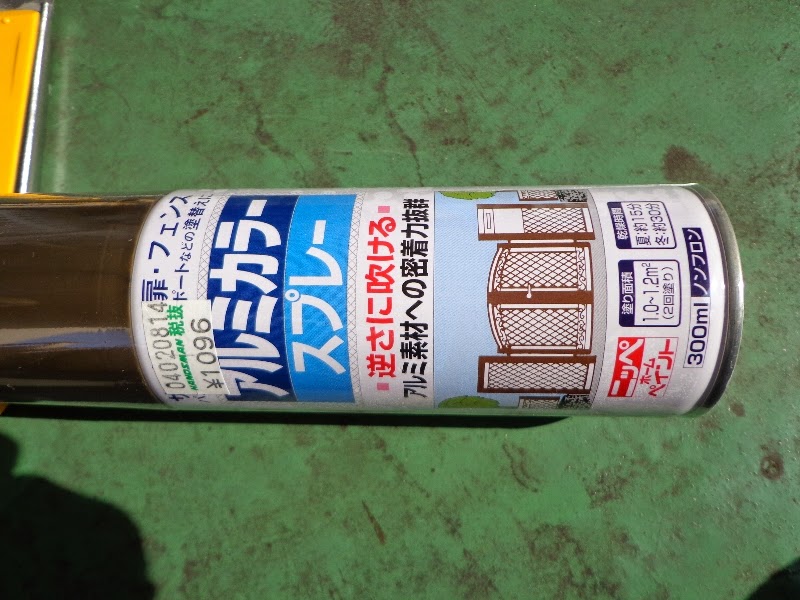 扉・フェンス
ポートなどの塗替えに
アルミカラー
スプレー
逆さに吹ける
アルミ素材への密着力抜群
04020814
HANDSMAN 税抜
¥1096
乾燥時間
夏:約15分
冬:約30分
塗り面積
1.0~1.2m²
(2回塗り)
ニッペ
ホーム
ペイント
300ml ノンフロン